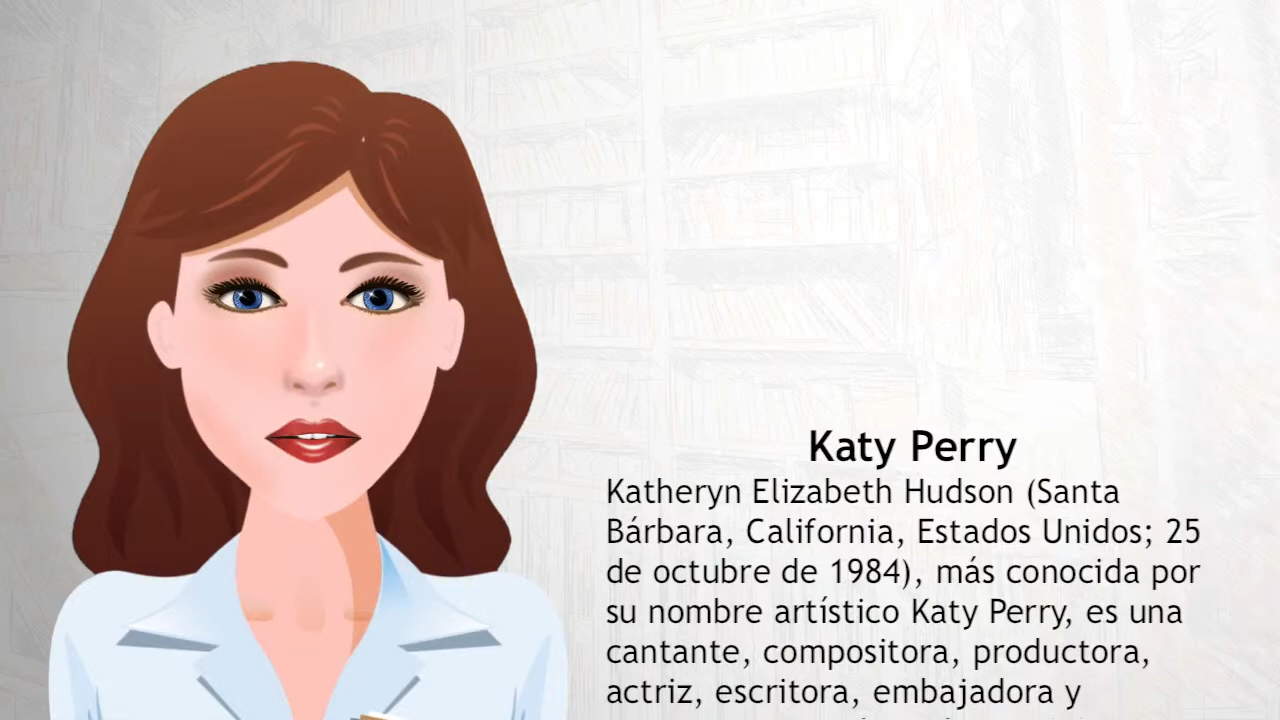 Katy Perry
Katheryn Elizabeth Hudson (Santa
Bárbara, California, Estados Unidos; 25
de octubre de 1984), más conocida por
su nombre artístico Katy Perry, es una
cantante, compositora, productora,
actriz, escritora, embajadora y